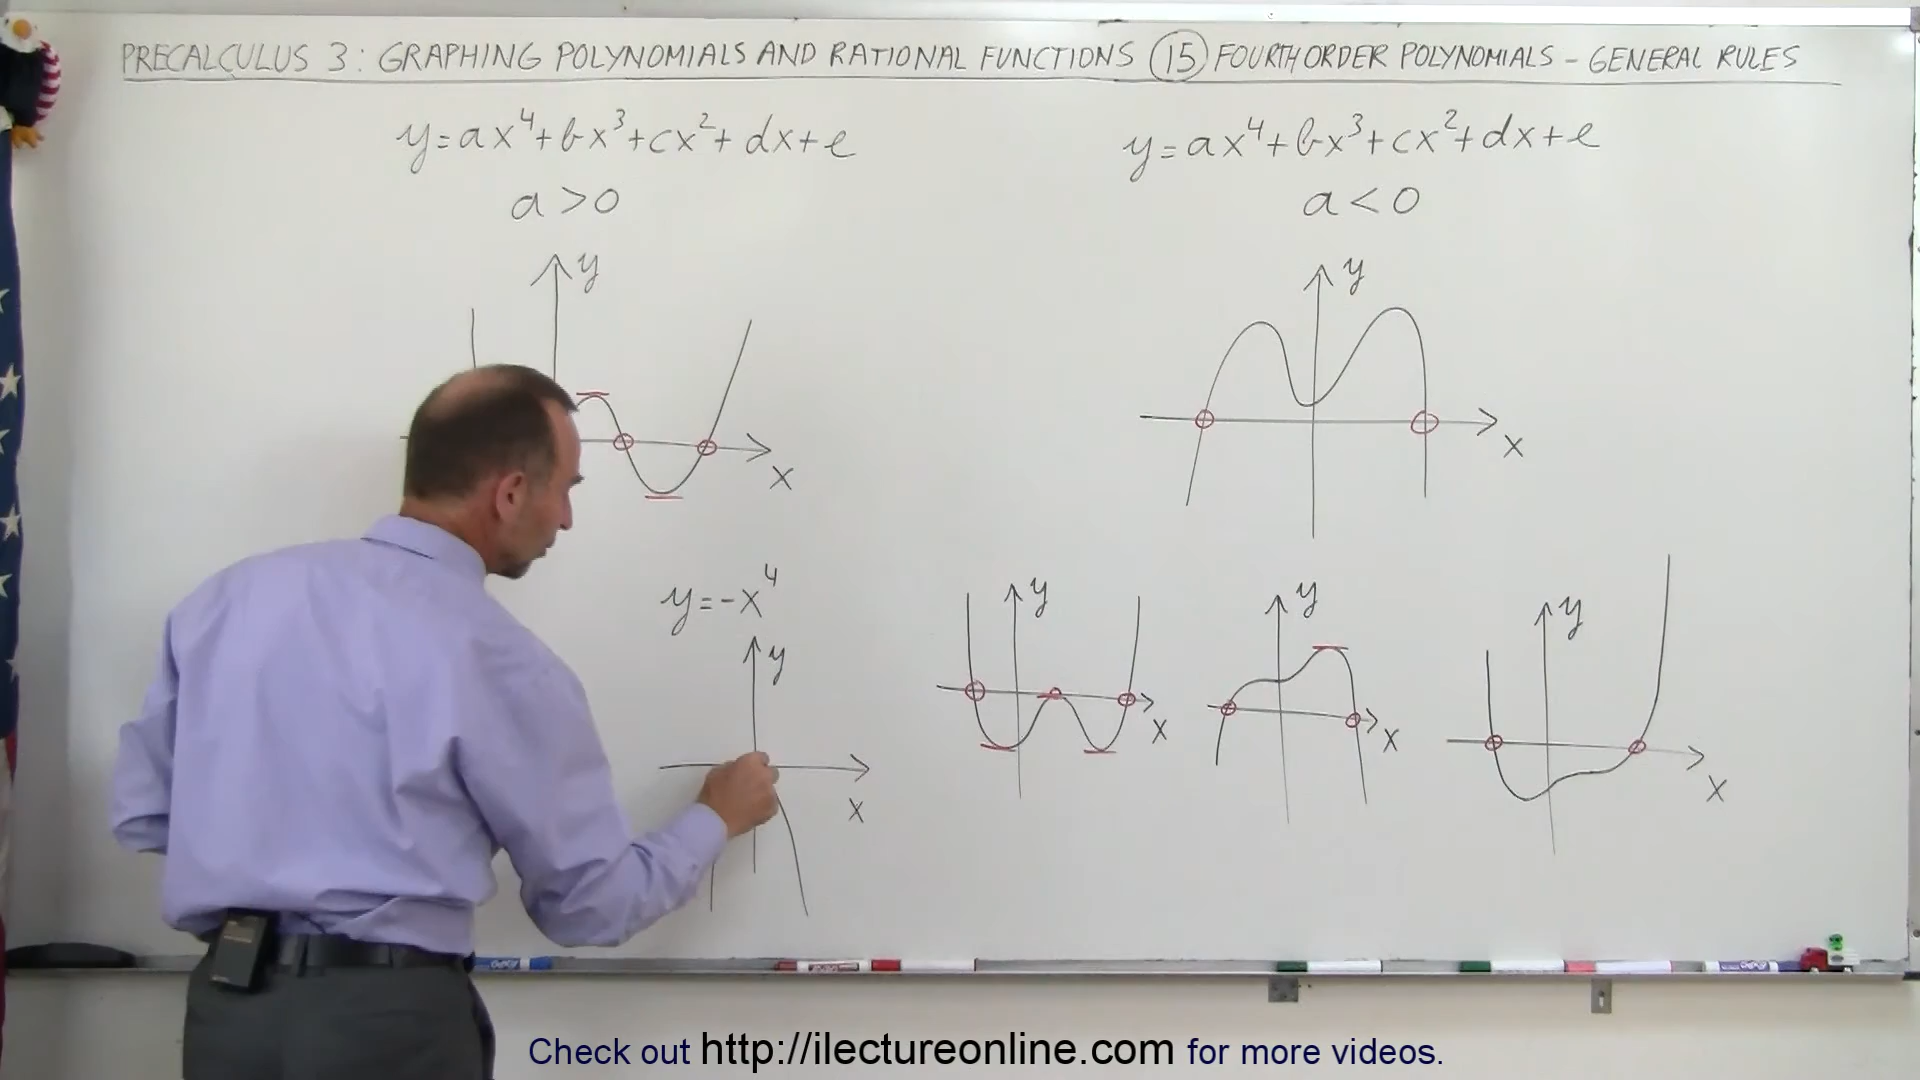 PRECALCULUS 3: GRAPHING POLYNOMIALS AND RATIONAL FUNCTIONS 15 FOURTH ORDER POLYNOMIALS - GENERAL RULES
y=ax⁴+bx³+cx²+dx+e
a>0
y=ax⁴+bx³+cx²+dx+e
a<0
y
x
y
x
y=-x⁴
y
x
y
x
y
x
y
x
Check out http://ilectureonline.com for more videos.